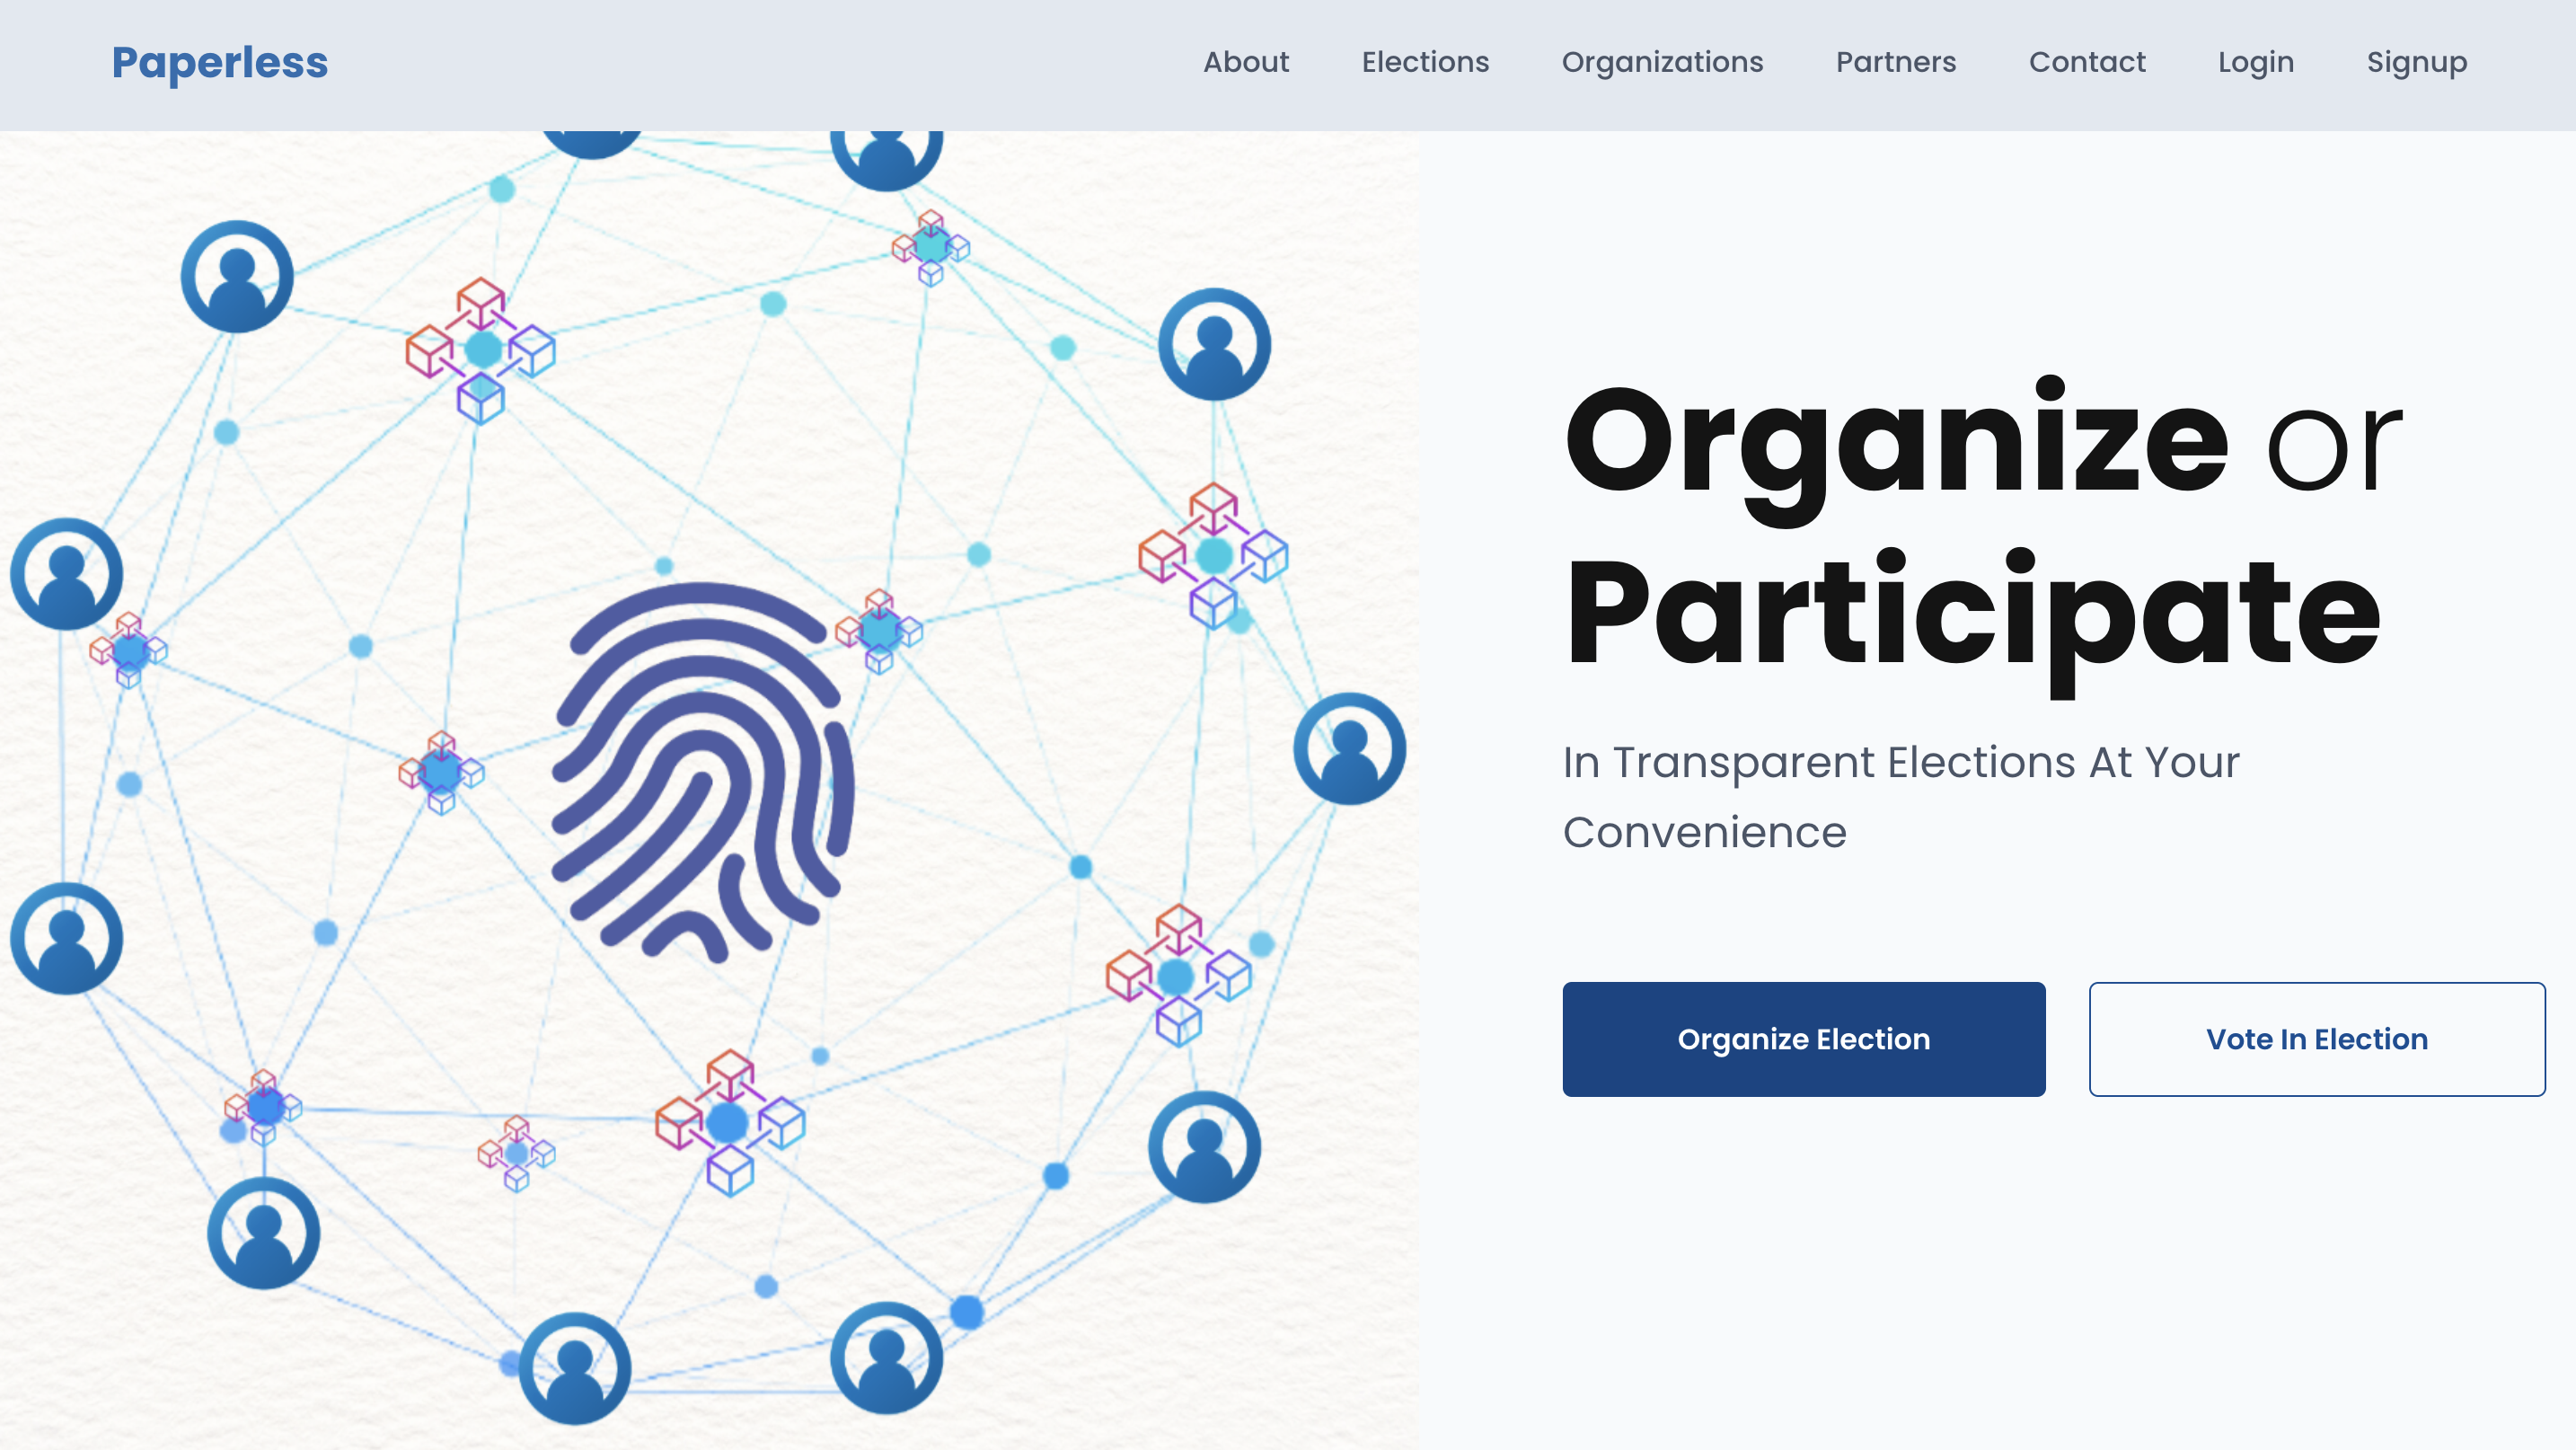 Paperless
About Elections Organizations Partners Contact Login Signup
Organize or
Participate
In Transparent Elections At Your
Convenience
Organize Election
Vote In Election